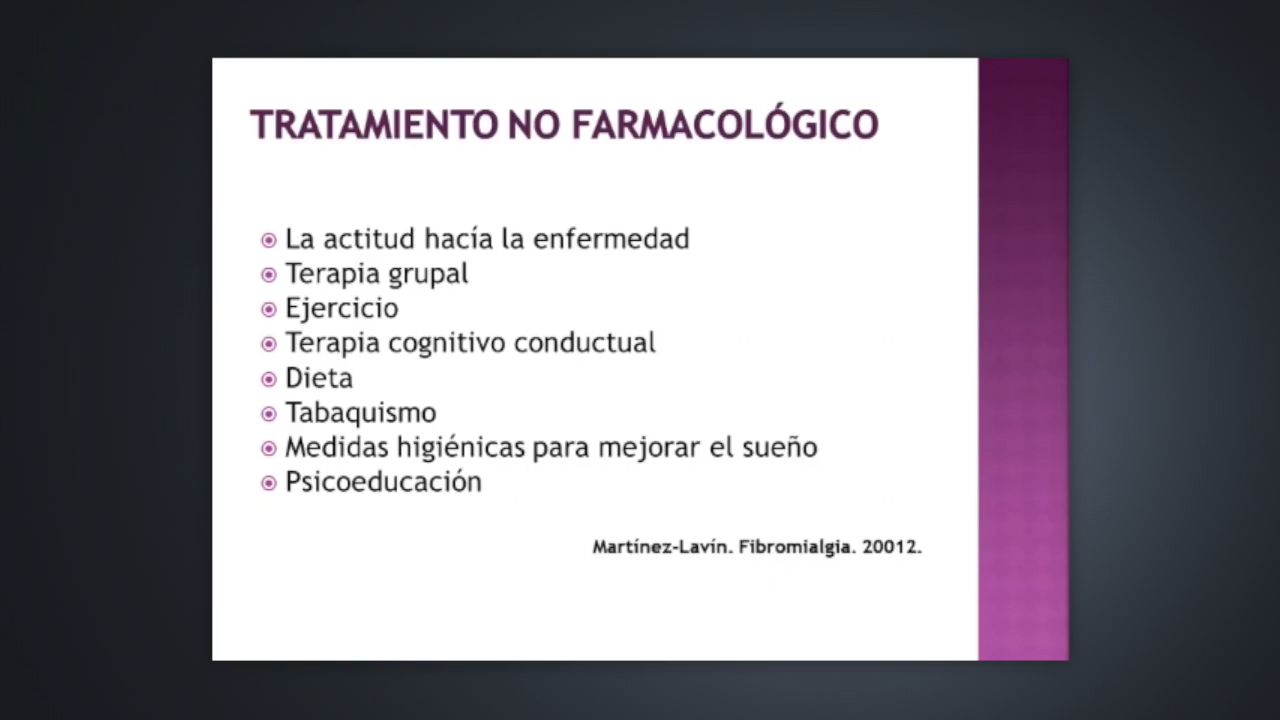 TRATAMIENTO NO FARMACOLÓGICO
La actitud hacía la enfermedad
Terapia grupal
Ejercicio
Terapia cognitivo conductual
Dieta
Tabaquismo
Medidas higiénicas para mejorar el sueño
Psicoeducación
Martínez-Lavín. Fibromialgia. 20012.